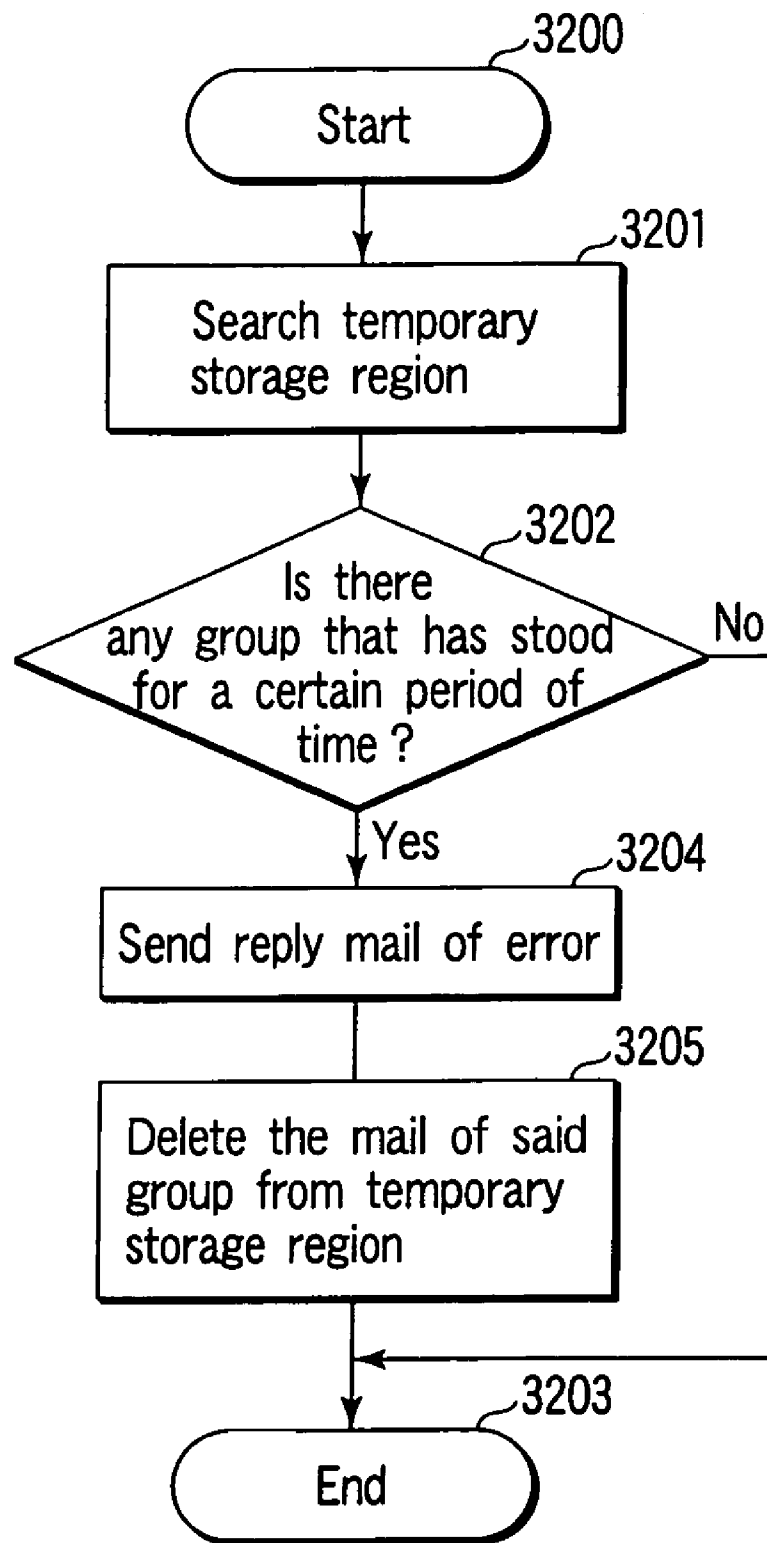 3200
Start
3201
Search temporary
storage region
3202
Is there
any group that has stood
for a certain period of
time ?
No
Yes
3204
Send reply mail of error
3205
Delete the mail of said
group from temporary
storage region
3203
End